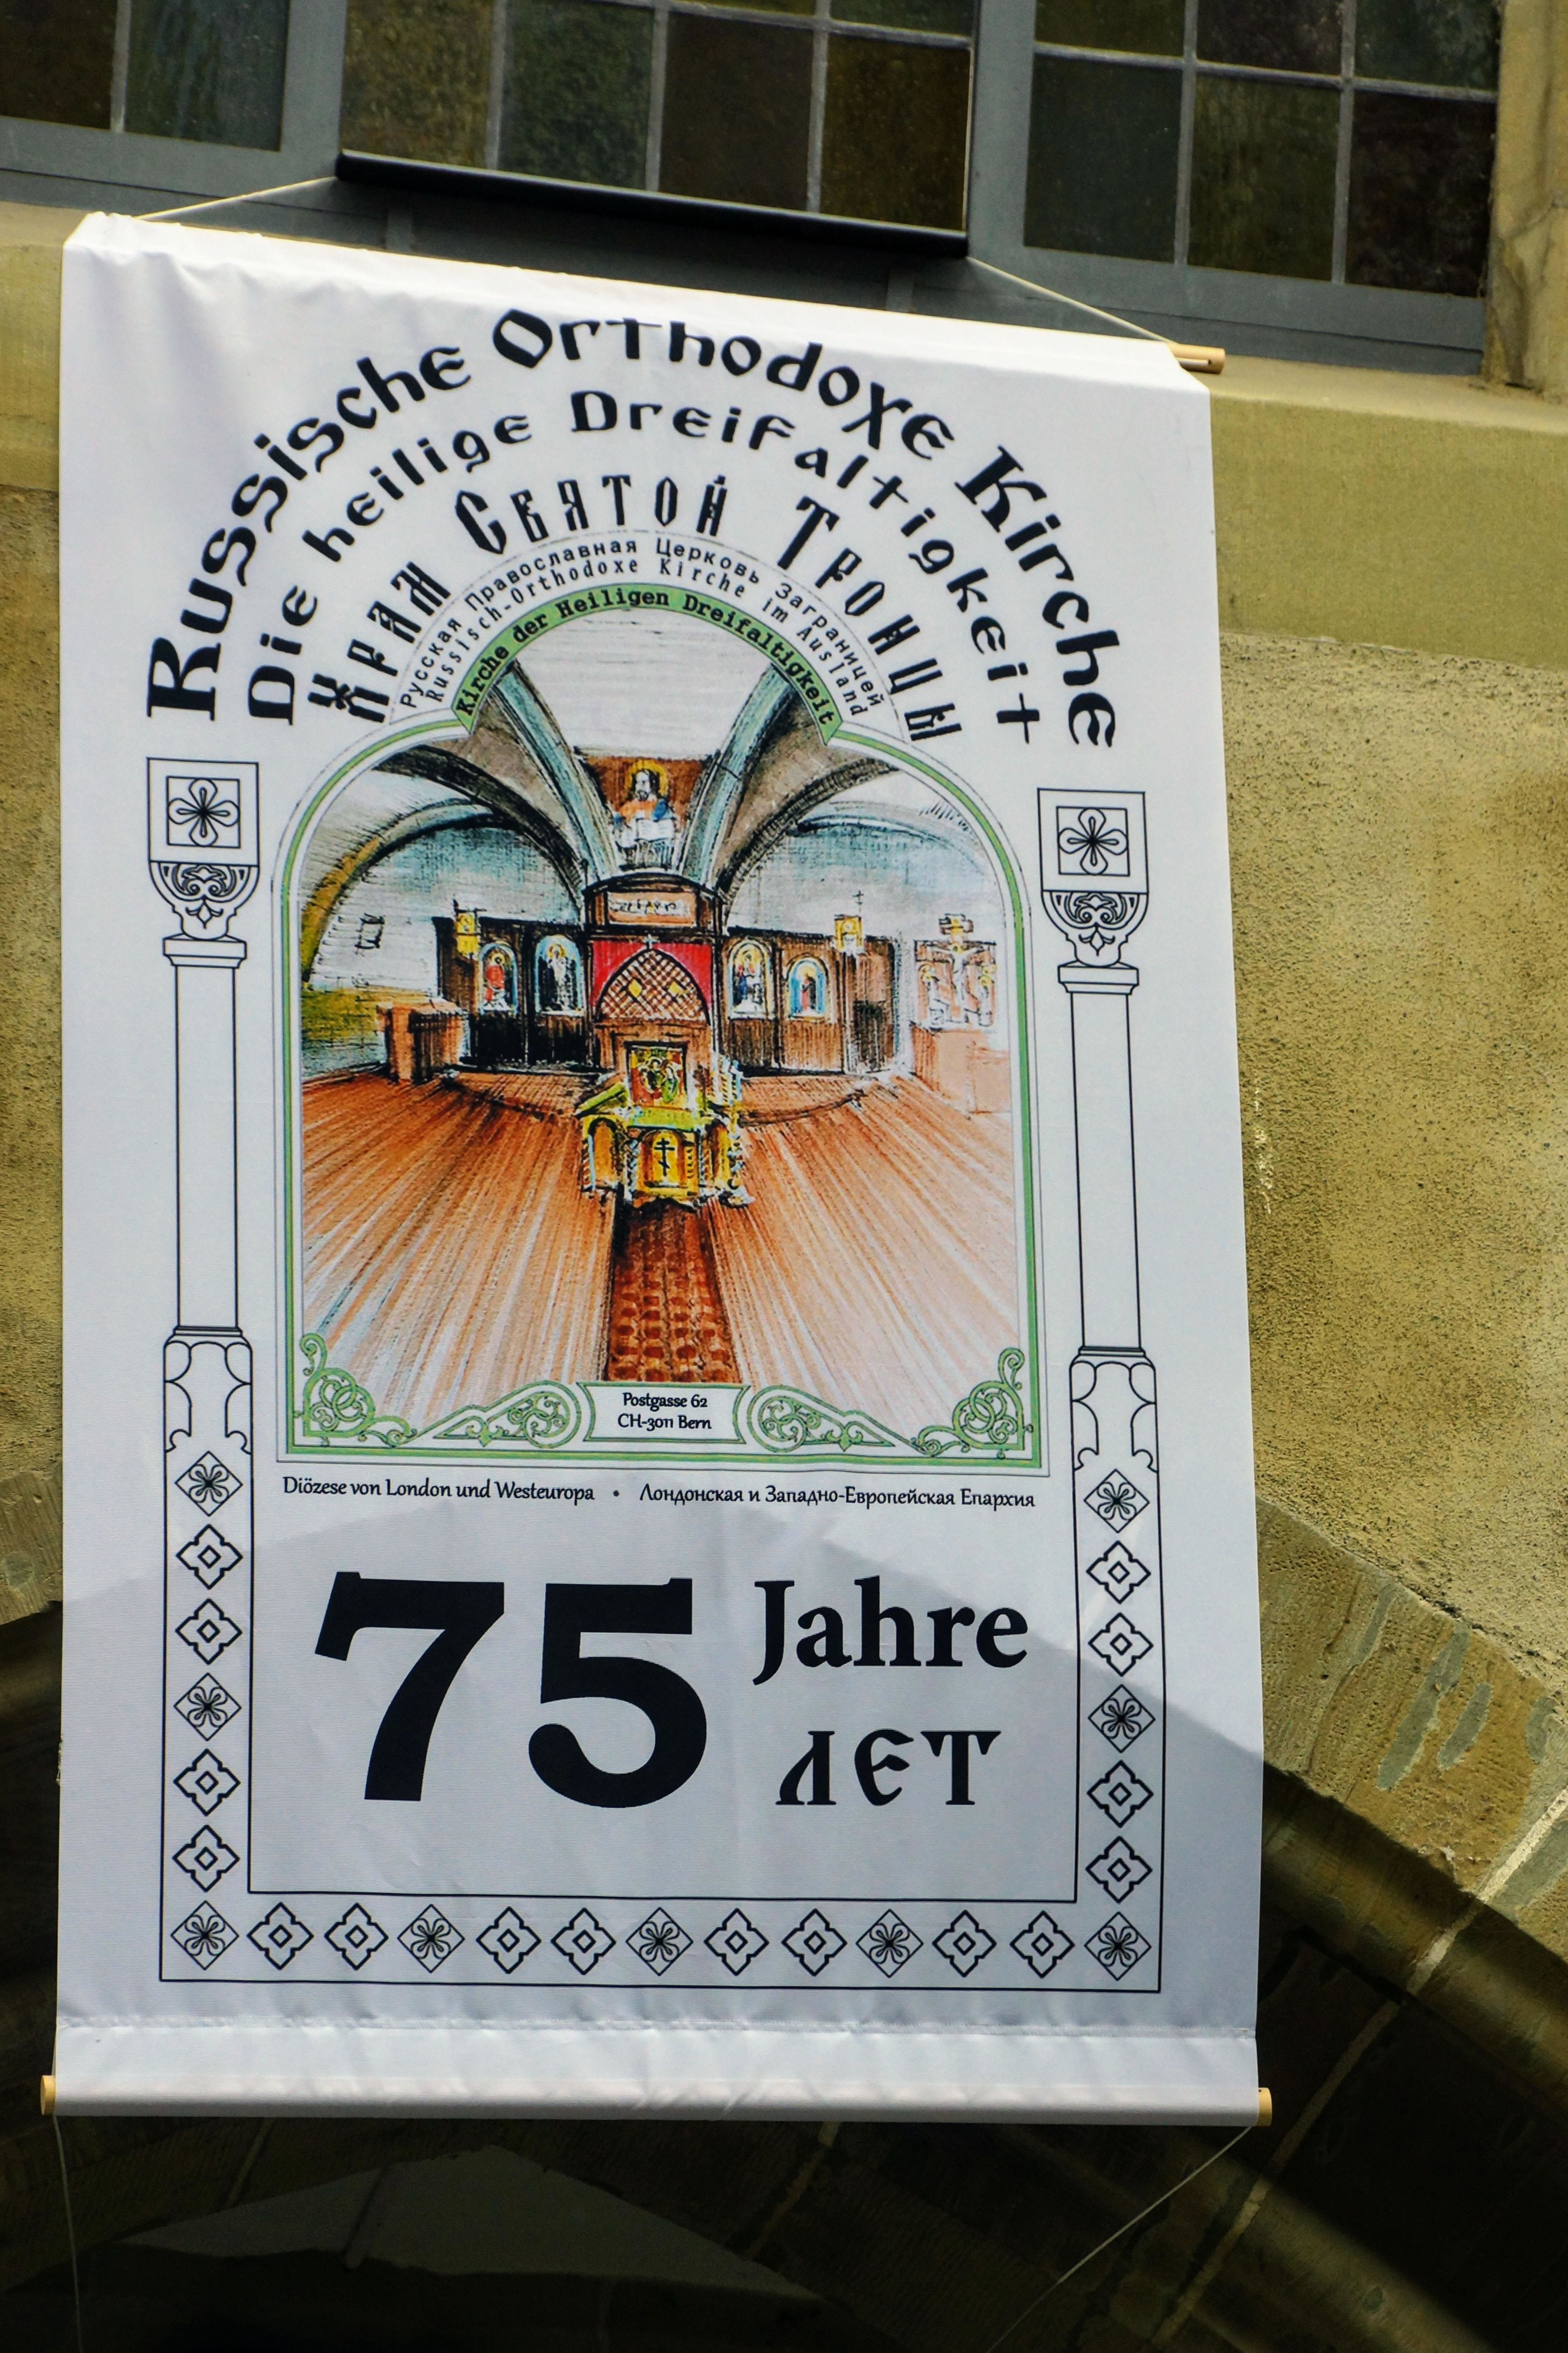 Russische Orthodoxe Kirche
Die heilige Dreifaltigkeit
Храм Святой Троицы
Русская Православная Церковь Заграницей
Russisch-Orthodoxe Kirche im Ausland
Kirche der Heiligen Dreifaltigkeit
Postgasse 62
CH-3011 Bern
Diözese von London und Westeuropa • Лондонская и Западно-Европейская Епархия
75 Jahre
лет